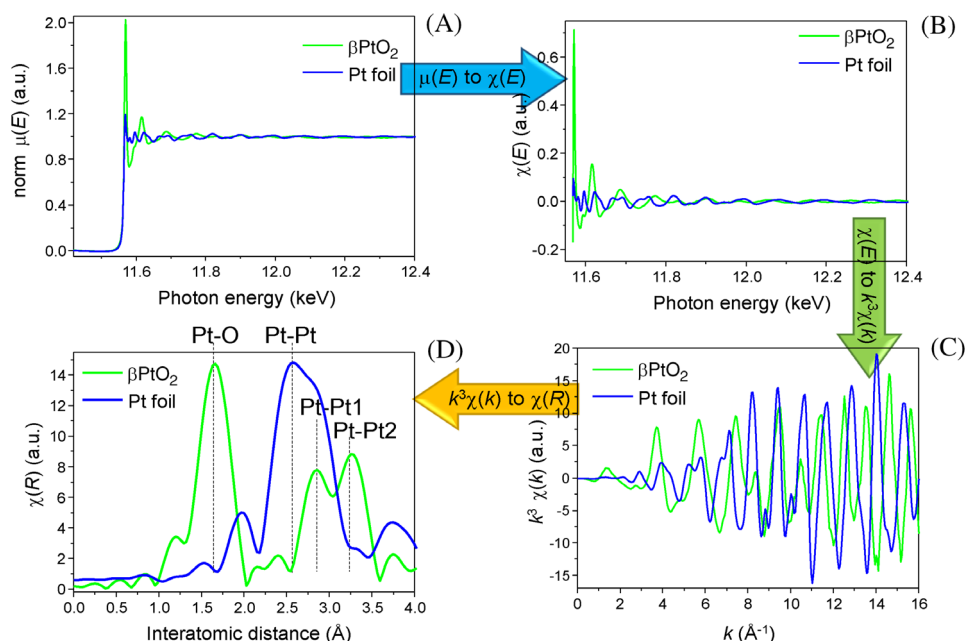 (A)
2.0
1.6
1.2
0.8
0.4
0.0
norm μ(E) (a.u.)
βPtO₂
Pt foil
11.6
11.8
12.0
12.2
12.4
Photon energy (keV)
μ(E) to χ(E)
(B)
0.6
0.4
0.2
0.0
-0.2
χ(E) (a.u.)
βPtO₂
Pt foil
11.6
11.8
12.0
12.2
12.4
Photon energy (keV)
χ(E) to k³χ(k)
Pt-O
Pt-Pt
(D)
14
12
10
8
6
4
2
0
χ(R) (a.u.)
βPtO₂
Pt foil
Pt-Pt1
Pt-Pt2
0.0
0.5
1.0
1.5
2.0
2.5
3.0
3.5
4.0
Interatomic distance (Å)
k³χ(k) to χ(R)
(C)
20
15
10
5
0
-5
-10
-15
k³ χ(k) (a.u.)
βPtO₂
Pt foil
0
2
4
6
8
10
12
14
16
k (Å⁻¹)